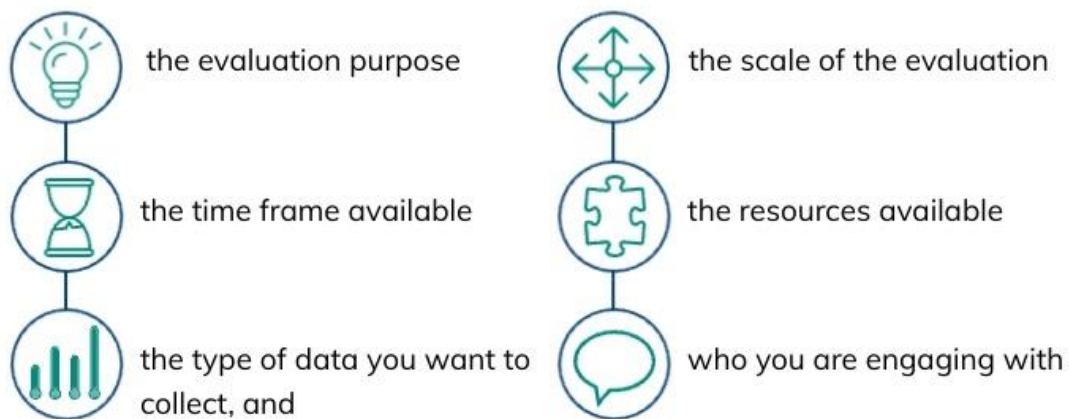 the evaluation purpose
the scale of the evaluation
the time frame available
the resources available
the type of data you want to
collect, and
who you are engaging with